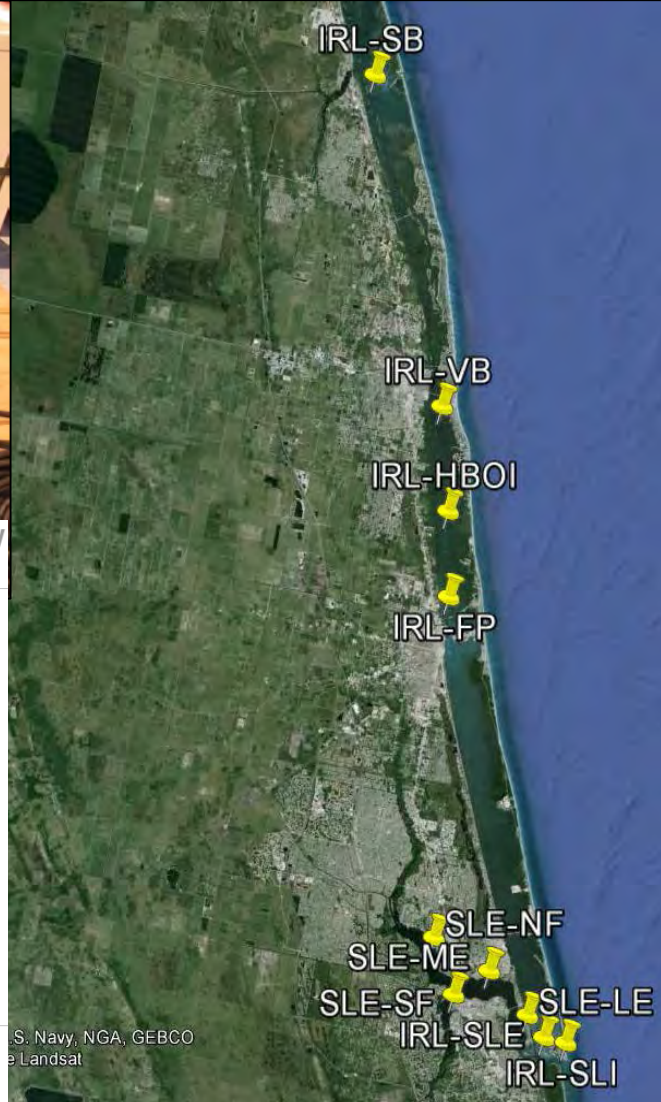 IRL-SB
IRL-VB
IRL-HBOI
IRL-FP
SLE-NF
SLE-ME
SLE-SF
SLE-LE
IRL-SLE
IRL-SLI
.S. Navy, NGA, GEBCO
e Landsat